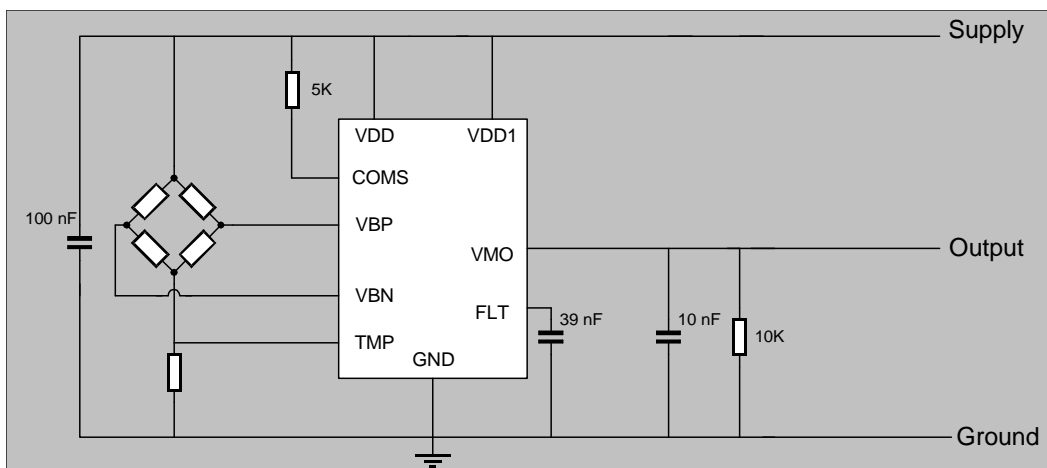 Supply
5K
VDD
VDD1
COMS
100 nF
VBP
VMO
Output
VBN
FLT
39 nF
10 nF
10K
TMP
GND
Ground